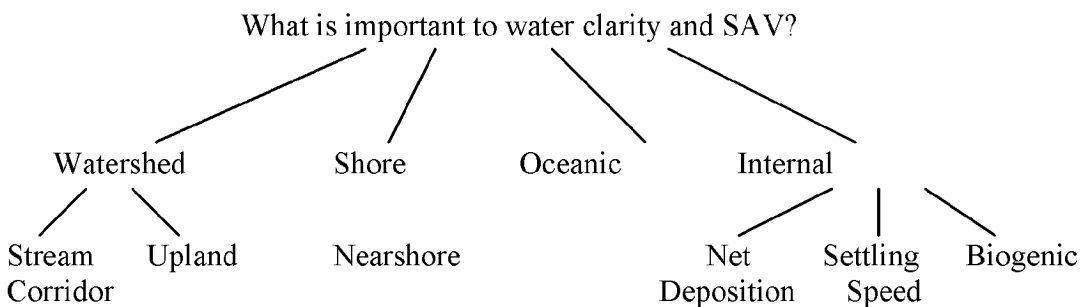 What is important to water clarity and SAV?
Watershed Shore Oceanic Internal
Stream Upland Nearshore Net Settling Biogenic
Corridor Deposition Speed